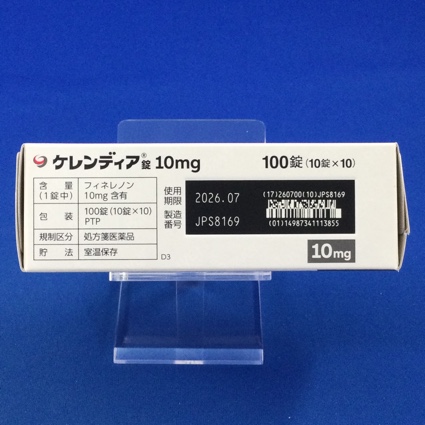 ケレンディア®錠 10mg 100錠(10錠×10)
含量(1錠中) フィネレノン 10mg 含有
包装 100錠(10錠×10) PTP
規制区分 処方箋医薬品
貯法 室温保存
D3
使用期限 2026.07
製造番号 JPS8169
(17)260700(10)JPS8169
(01)14987341113855
10mg